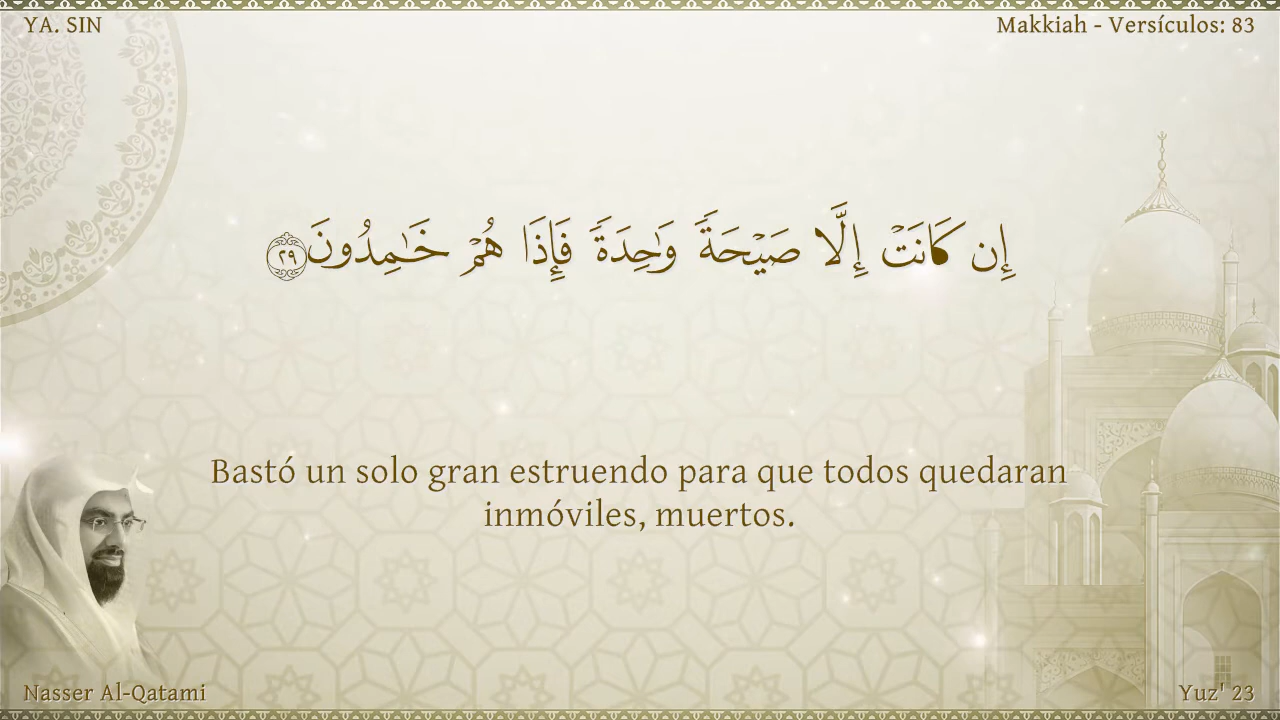 YA. SIN
Makkiah - Versículos: 83
إِن كَانَتْ إِلَّا صَيْحَةً وَٰحِدَةً فَإِذَا هُمْ خَـٰمِدُونَ ٢٩
Bastó un solo gran estruendo para que todos quedaran
inmóviles, muertos.
Nasser Al-Qatami
Yuz' 23